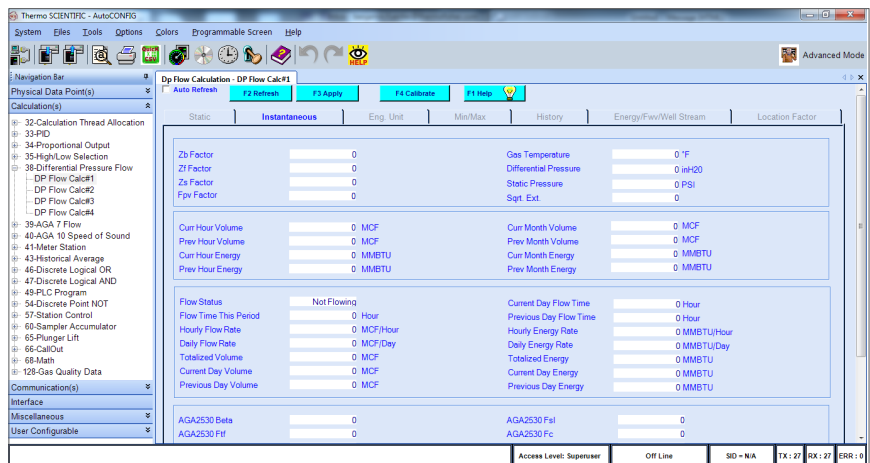 Thermo SCIENTIFIC - AutoCONFIG
System Files Tools Options Colors Programmable Screen Help
Quick CSV HELP Advanced Mode
Navigation Bar
Dp Flow Calculation - DP Flow Calc#1
Physical Data Point(s)
Calculation(s)
32-Calculation Thread Allocation
33-PID
34-Proportional Output
35-High/Low Selection
38-Differential Pressure Flow
DP Flow Calc#1
DP Flow Calc#2
DP Flow Calc#3
DP Flow Calc#4
39-AGA 7 Flow
40-AGA 10 Speed of Sound
41-Meter Station
43-Historical Average
46-Discrete Logical OR
47-Discrete Logical AND
49-PLC Program
54-Discrete Point NOT
57-Station Control
60-Sampler Accumulator
65-Plunger Lift
66-CallOut
68-Math
128-Gas Quality Data
Communication(s)
Interface
Miscellaneous
User Configurable
Auto Refresh F2 Refresh F3 Apply F4 Calibrate F1 Help
Static Instantaneous Eng. Unit Min/Max History Energy/Fwv/Well Stream Location Factor
Zb Factor 0 Gas Temperature 0 °F
Zf Factor 0 Differential Pressure 0 inH20
Zs Factor 0 Static Pressure 0 PSI
Fpv Factor 0 Sqrt. Ext. 0
Curr Hour Volume 0 MCF Curr Month Volume 0 MCF
Prev Hour Volume 0 MCF Prev Month Volume 0 MCF
Curr Hour Energy 0 MMBTU Curr Month Energy 0 MMBTU
Prev Hour Energy 0 MMBTU Prev Month Energy 0 MMBTU
Flow Status Not Flowing Current Day Flow Time 0 Hour
Flow Time This Period 0 Hour Previous Day Flow Time 0 Hour
Hourly Flow Rate 0 MCF/Hour Hourly Energy Rate 0 MMBTU/Hour
Daily Flow Rate 0 MCF/Day Daily Energy Rate 0 MMBTU/Day
Totalized Volume 0 MCF Totalized Energy 0 MMBTU
Current Day Volume 0 MCF Current Day Energy 0 MMBTU
Previous Day Volume 0 MCF Previous Day Energy 0 MMBTU
AGA2530 Beta 0 AGA2530 Fsl 0
AGA2530 Ftf 0 AGA2530 Fc 0
Access Level: Superuser Off Line SID = N/A TX : 27 RX : 27 ERR : 0